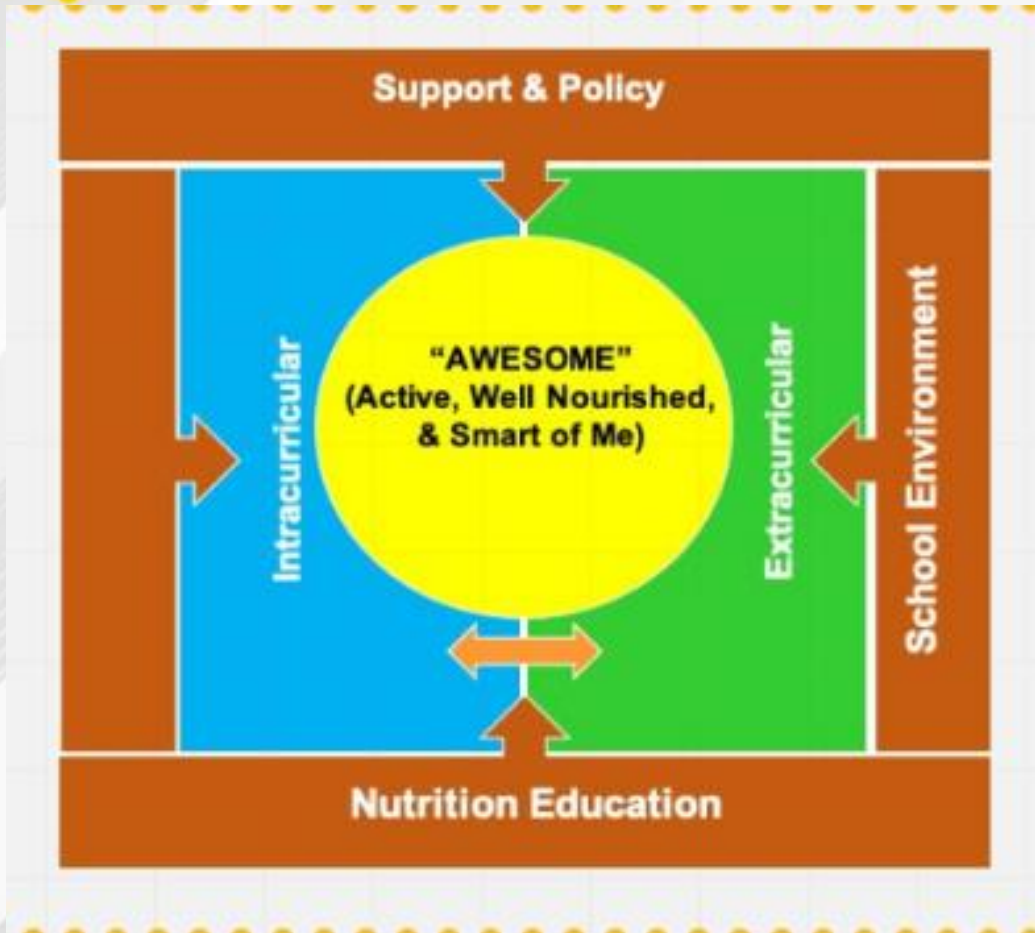 Support & Policy
Intracurricular
“AWESOME”
(Active, Well Nourished,
& Smart of Me)
Extracurricular
School Environment
Nutrition Education